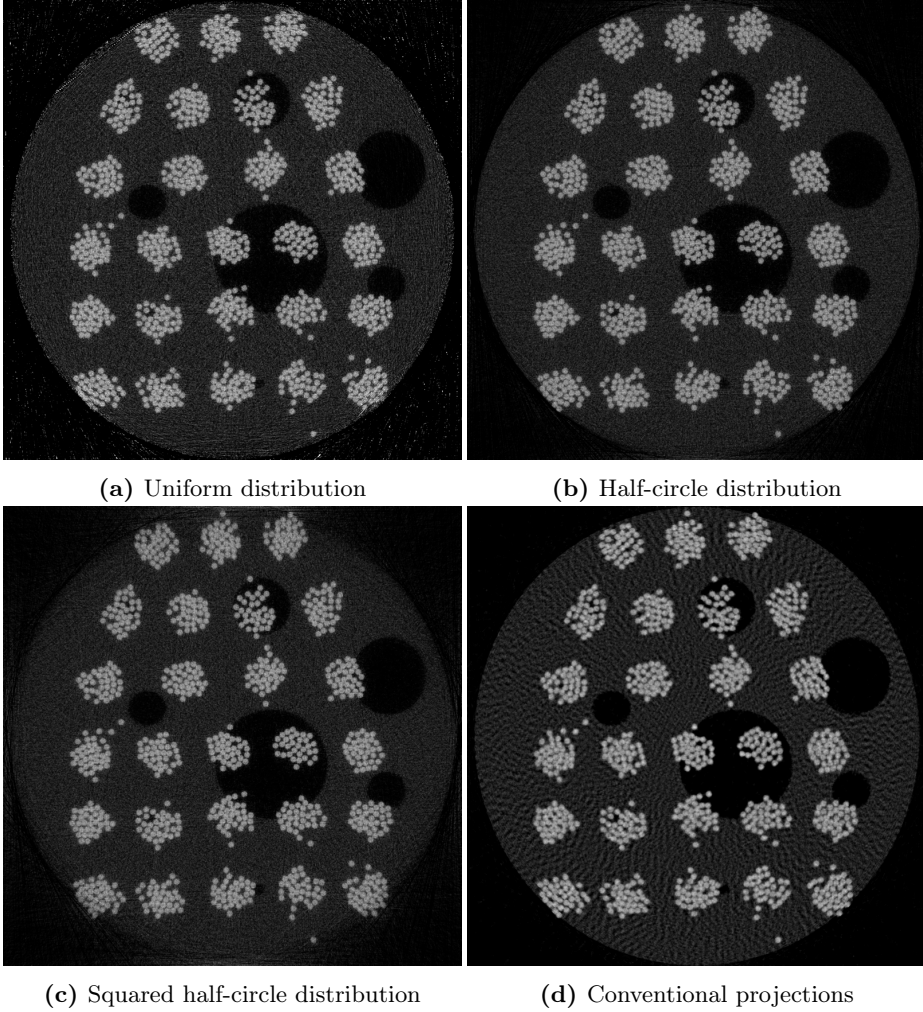 (a) Uniform distribution
(b) Half-circle distribution
(c) Squared half-circle distribution
(d) Conventional projections